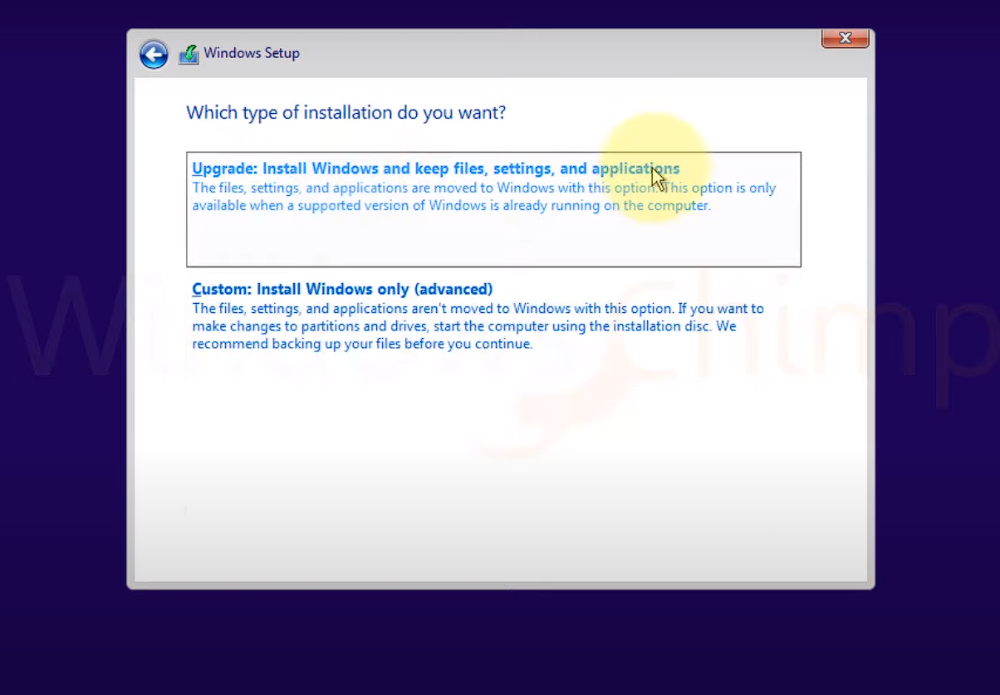 Windows Setup
Which type of installation do you want?
Upgrade: Install Windows and keep files, settings, and applications
The files, settings, and applications are moved to Windows with this option. This option is only
available when a supported version of Windows is already running on the computer.
Custom: Install Windows only (advanced)
The files, settings, and applications aren't moved to Windows with this option. If you want to
make changes to partitions and drives, start the computer using the installation disc. We
recommend backing up your files before you continue.
WindowsChimp